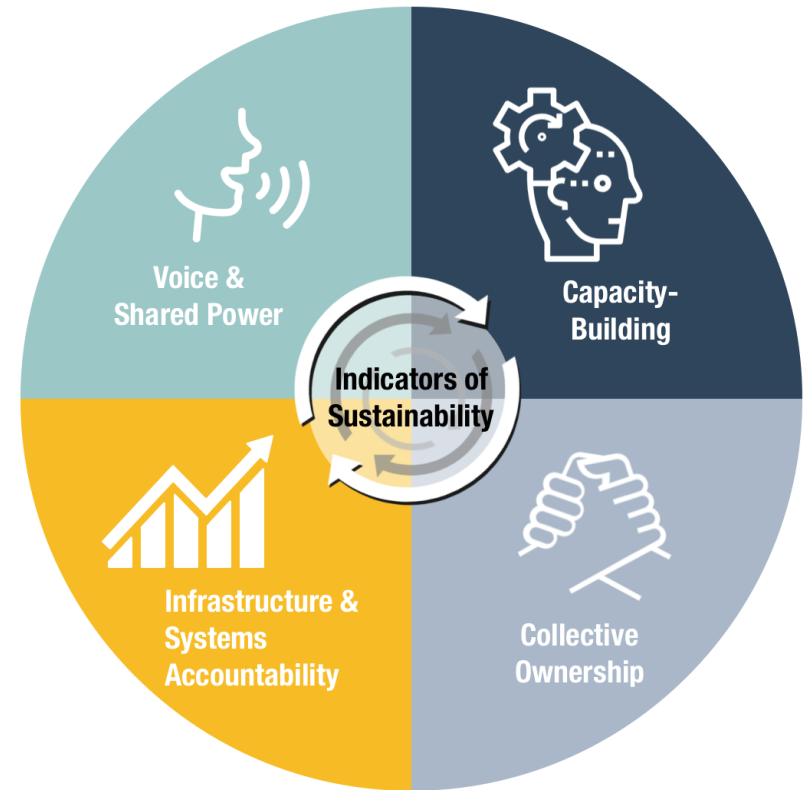 Voice &
Shared Power
Capacity-
Building
Indicators of
Sustainability
Infrastructure &
Systems
Accountability
Collective
Ownership